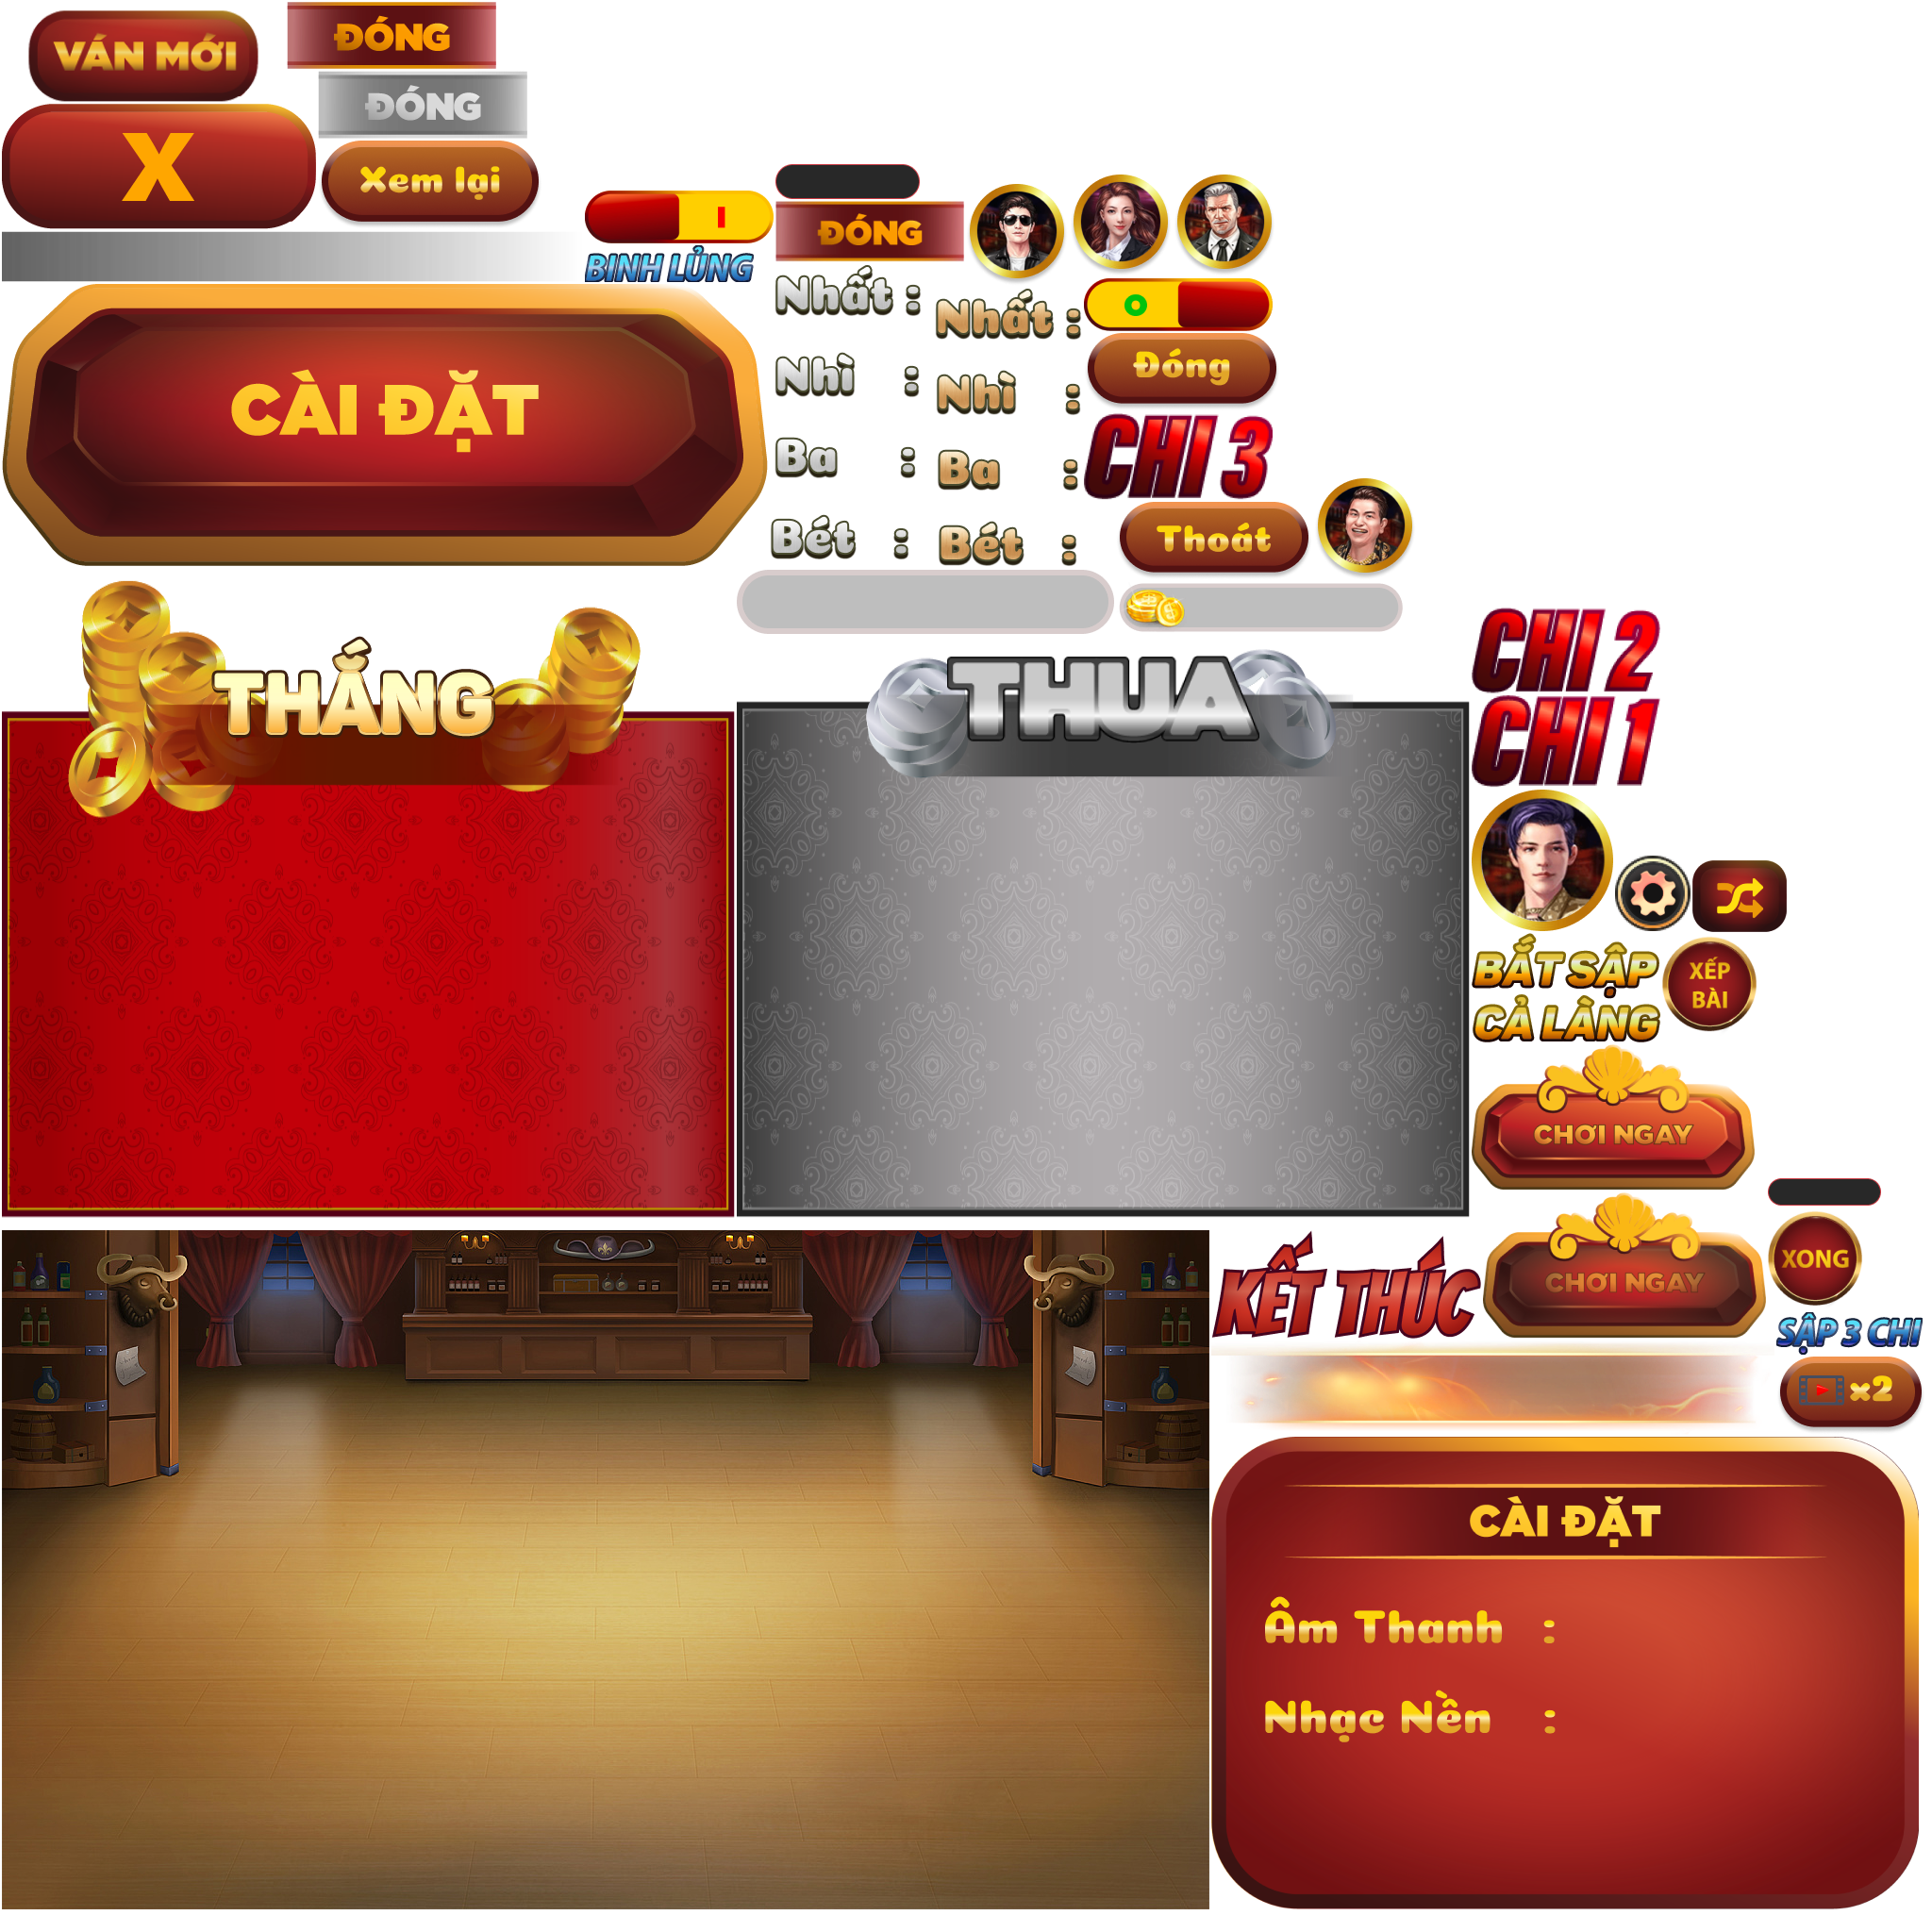 VÁN MỚI
ĐÓNG
ĐÓNG
X
Xem lại
I
BINH LỦNG
ĐÓNG
CÀI ĐẶT
Nhất :
Nhì :
Ba :
Bét :
Nhất :
Nhì :
Ba :
Bét :
O
Đóng
CHI 3
Thoát
THẮNG
THUA
CHI 2
CHI 1
BẮT SẬP
CẢ LÀNG
XẾP
BÀI
CHƠI NGAY
CHƠI NGAY
XONG
KẾT THÚC
SẬP 3 CHI
x2
CÀI ĐẶT
Âm Thanh :
Nhạc Nền :